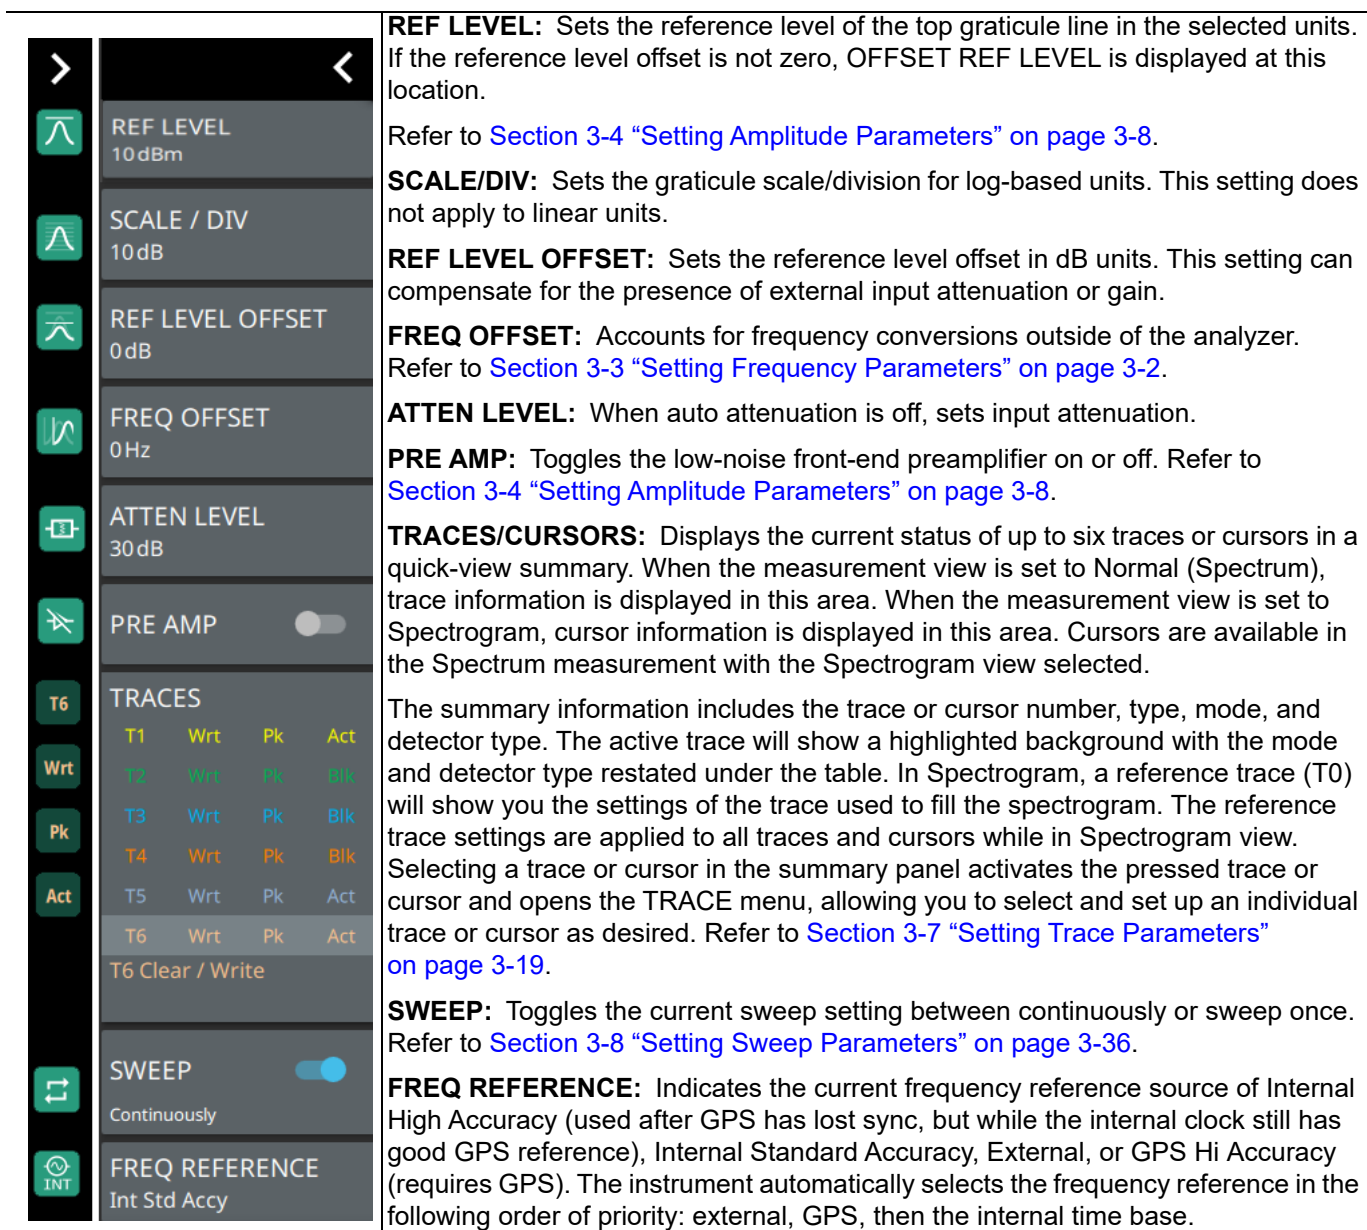 REF LEVEL
10 dBm
SCALE / DIV
10 dB
REF LEVEL OFFSET
0 dB
FREQ OFFSET
0 Hz
ATTEN LEVEL
30 dB
PRE AMP
TRACES
T1 Wrt Pk Act
T2 Wrt Pk Blk
T3 Wrt Pk Blk
T4 Wrt Pk Blk
T5 Wrt Pk Act
T6 Wrt Pk Act
T6 Clear / Write
SWEEP
Continuously
FREQ REFERENCE
Int Std Accy
T6
Wrt
Pk
Act
INT
REF LEVEL: Sets the reference level of the top graticule line in the selected units.
If the reference level offset is not zero, OFFSET REF LEVEL is displayed at this
location.
Refer to Section 3-4 “Setting Amplitude Parameters” on page 3-8.
SCALE/DIV: Sets the graticule scale/division for log-based units. This setting does
not apply to linear units.
REF LEVEL OFFSET: Sets the reference level offset in dB units. This setting can
compensate for the presence of external input attenuation or gain.
FREQ OFFSET: Accounts for frequency conversions outside of the analyzer.
Refer to Section 3-3 “Setting Frequency Parameters” on page 3-2.
ATTEN LEVEL: When auto attenuation is off, sets input attenuation.
PRE AMP: Toggles the low-noise front-end preamplifier on or off. Refer to
Section 3-4 “Setting Amplitude Parameters” on page 3-8.
TRACES/CURSORS: Displays the current status of up to six traces or cursors in a
quick-view summary. When the measurement view is set to Normal (Spectrum),
trace information is displayed in this area. When the measurement view is set to
Spectrogram, cursor information is displayed in this area. Cursors are available in
the Spectrum measurement with the Spectrogram view selected.
The summary information includes the trace or cursor number, type, mode, and
detector type. The active trace will show a highlighted background with the mode
and detector type restated under the table. In Spectrogram, a reference trace (T0)
will show you the settings of the trace used to fill the spectrogram. The reference
trace settings are applied to all traces and cursors while in Spectrogram view.
Selecting a trace or cursor in the summary panel activates the pressed trace or
cursor and opens the TRACE menu, allowing you to select and set up an individual
trace or cursor as desired. Refer to Section 3-7 “Setting Trace Parameters”
on page 3-19.
SWEEP: Toggles the current sweep setting between continuously or sweep once.
Refer to Section 3-8 “Setting Sweep Parameters” on page 3-36.
FREQ REFERENCE: Indicates the current frequency reference source of Internal
High Accuracy (used after GPS has lost sync, but while the internal clock still has
good GPS reference), Internal Standard Accuracy, External, or GPS Hi Accuracy
(requires GPS). The instrument automatically selects the frequency reference in the
following order of priority: external, GPS, then the internal time base.